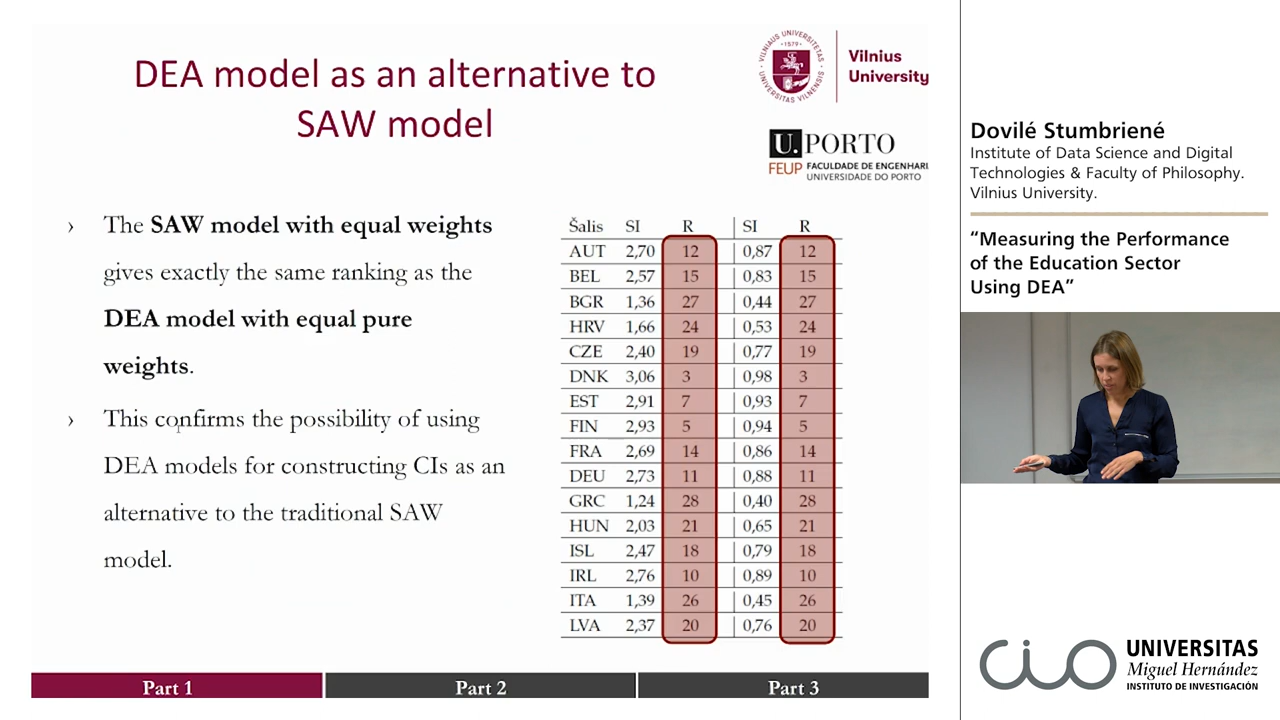 DEA model as an alternative to
SAW model
Vilnius
University
U.PORTO
FEUP FACULDADE DE ENGENHARI
UNIVERSIDADE DO PORTO
› The SAW model with equal weights
gives exactly the same ranking as the
DEA model with equal pure
weights.
› This confirms the possibility of using
DEA models for constructing CIs as an
alternative to the traditional SAW
model.
Šalis SI R SI R
AUT 2,70 12 0,87 12
BEL 2,57 15 0,83 15
BGR 1,36 27 0,44 27
HRV 1,66 24 0,53 24
CZE 2,40 19 0,77 19
DNK 3,06 3 0,98 3
EST 2,91 7 0,93 7
FIN 2,93 5 0,94 5
FRA 2,69 14 0,86 14
DEU 2,73 11 0,88 11
GRC 1,24 28 0,40 28
HUN 2,03 21 0,65 21
ISL 2,47 18 0,79 18
IRL 2,76 10 0,89 10
ITA 1,39 26 0,45 26
LVA 2,37 20 0,76 20
Part 1 Part 2 Part 3
Dovilé Stumbriené
Institute of Data Science and Digital
Technologies & Faculty of Philosophy.
Vilnius University.
“Measuring the Performance
of the Education Sector
Using DEA”
CIO
UNIVERSITAS
Miguel Hernández
INSTITUTO DE INVESTIGACIÓN